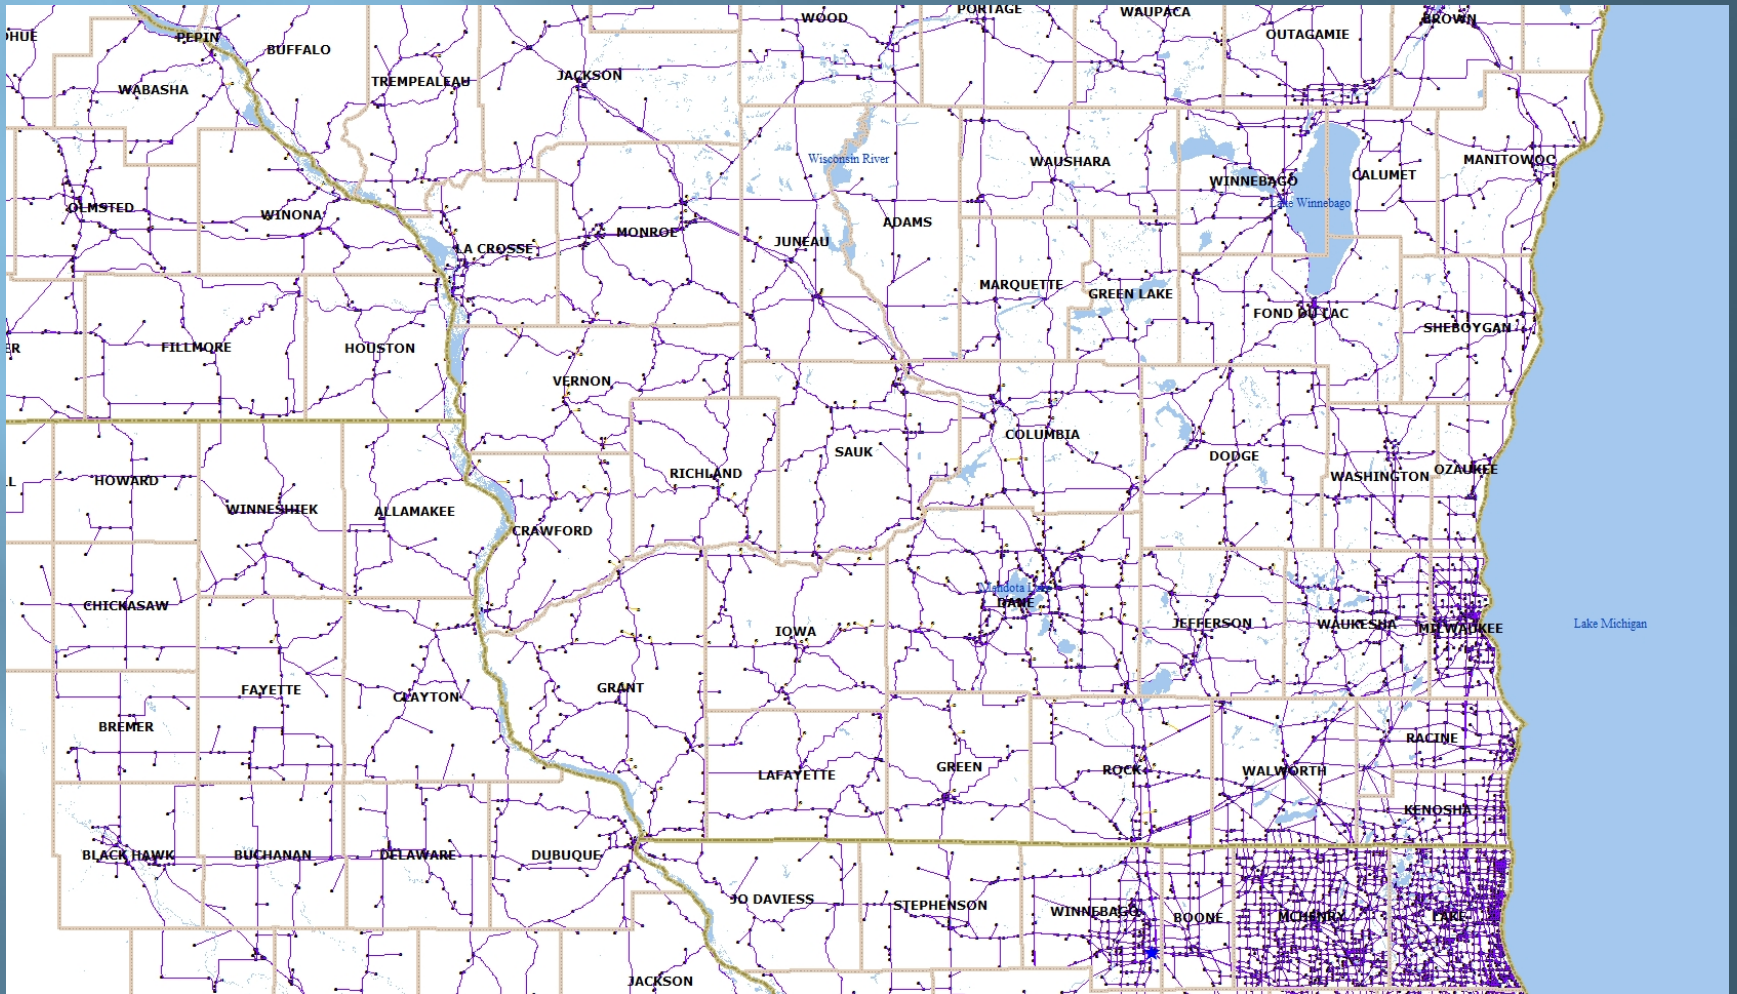 PORTAGE
WOOD
WAUPACA
BROWN
OUTAGAMIE
PEPIN
BUFFALO
JACKSON
TREMPEALEAU
WABASHA
Wisconsin River
WAUSHARA
MANITOWOC
CALUMET
WINNEBAGO
Lake Winnebago
OLMSTED
WINONA
ADAMS
MONROE
JUNEAU
LA CROSSE
MARQUETTE
GREEN LAKE
FOND DU LAC
SHEBOYGAN
ER
FILLMORE
HOUSTON
VERNON
COLUMBIA
SAUK
DODGE
OZAUKEE
RICHLAND
WASHINGTON
HOWARD
WINNESHIEK
ALLAMAKEE
CRAWFORD
DANE
CHICKASAW
IOWA
JEFFERSON
WAUKESHA
MILWAUKEE
Lake Michigan
FAYETTE
CLAYTON
GRANT
BREMER
RACINE
LAFAYETTE
GREEN
ROCK
WALWORTH
KENOSHA
BLACK HAWK
BUCHANAN
DELAWARE
DUBUQUE
JO DAVIESS
STEPHENSON
WINNEBAGO
BOONE
MCHENRY
LAKE
JACKSON